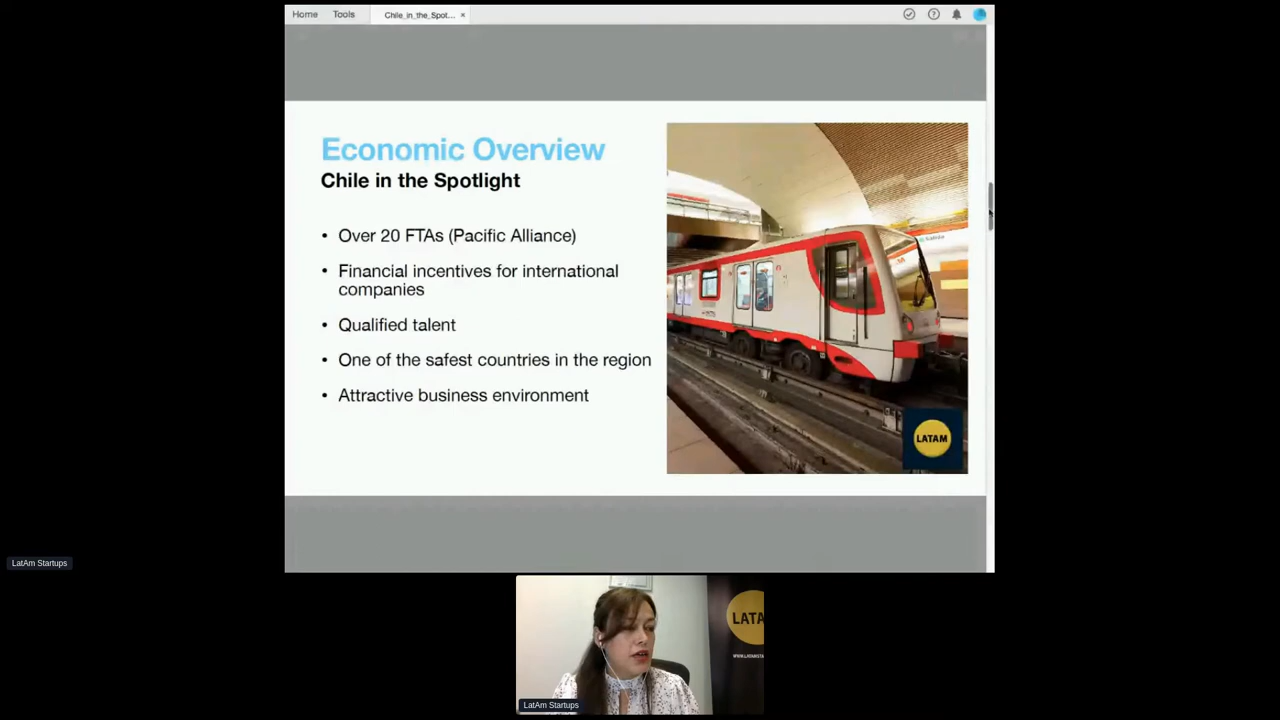 Home Tools Chile_in_the_Spot... ×
Economic Overview
Chile in the Spotlight
• Over 20 FTAs (Pacific Alliance)
• Financial incentives for international
companies
• Qualified talent
• One of the safest countries in the region
• Attractive business environment
LATAM
LatAm Startups
LATA
LatAm Startups